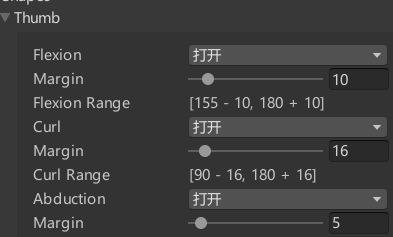 Thumb
Flexion 打开
Margin 10
Flexion Range [155 - 10, 180 + 10]
Curl 打开
Margin 16
Curl Range [90 - 16, 180 + 16]
Abduction 打开
Margin 5